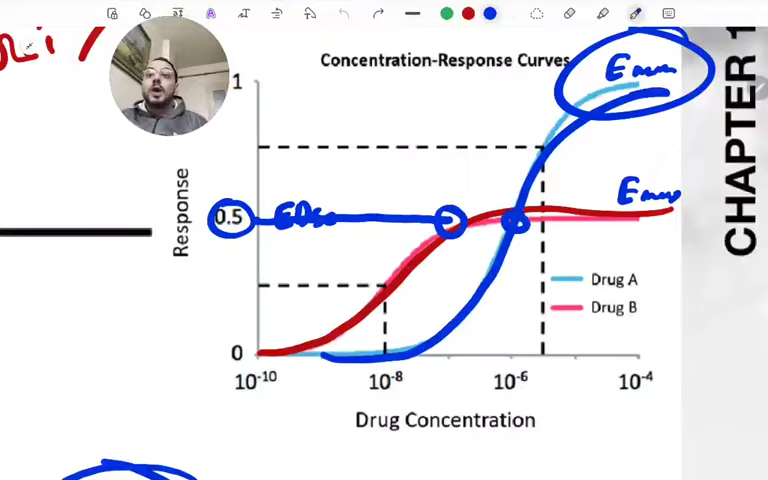 Concentration-Response Curves
Emax
1
CHAPTER 1
Emax
Response
0.5
ED50
Drug A
Drug B
0
10-10
10-8
10-6
10-4
Drug Concentration